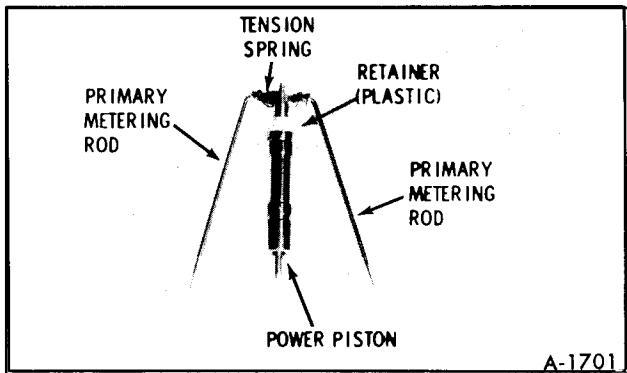 TENSION
SPRING
RETAINER
(PLASTIC)
PRIMARY
METERING
ROD
PRIMARY
METERING
ROD
POWER PISTON
A-1701